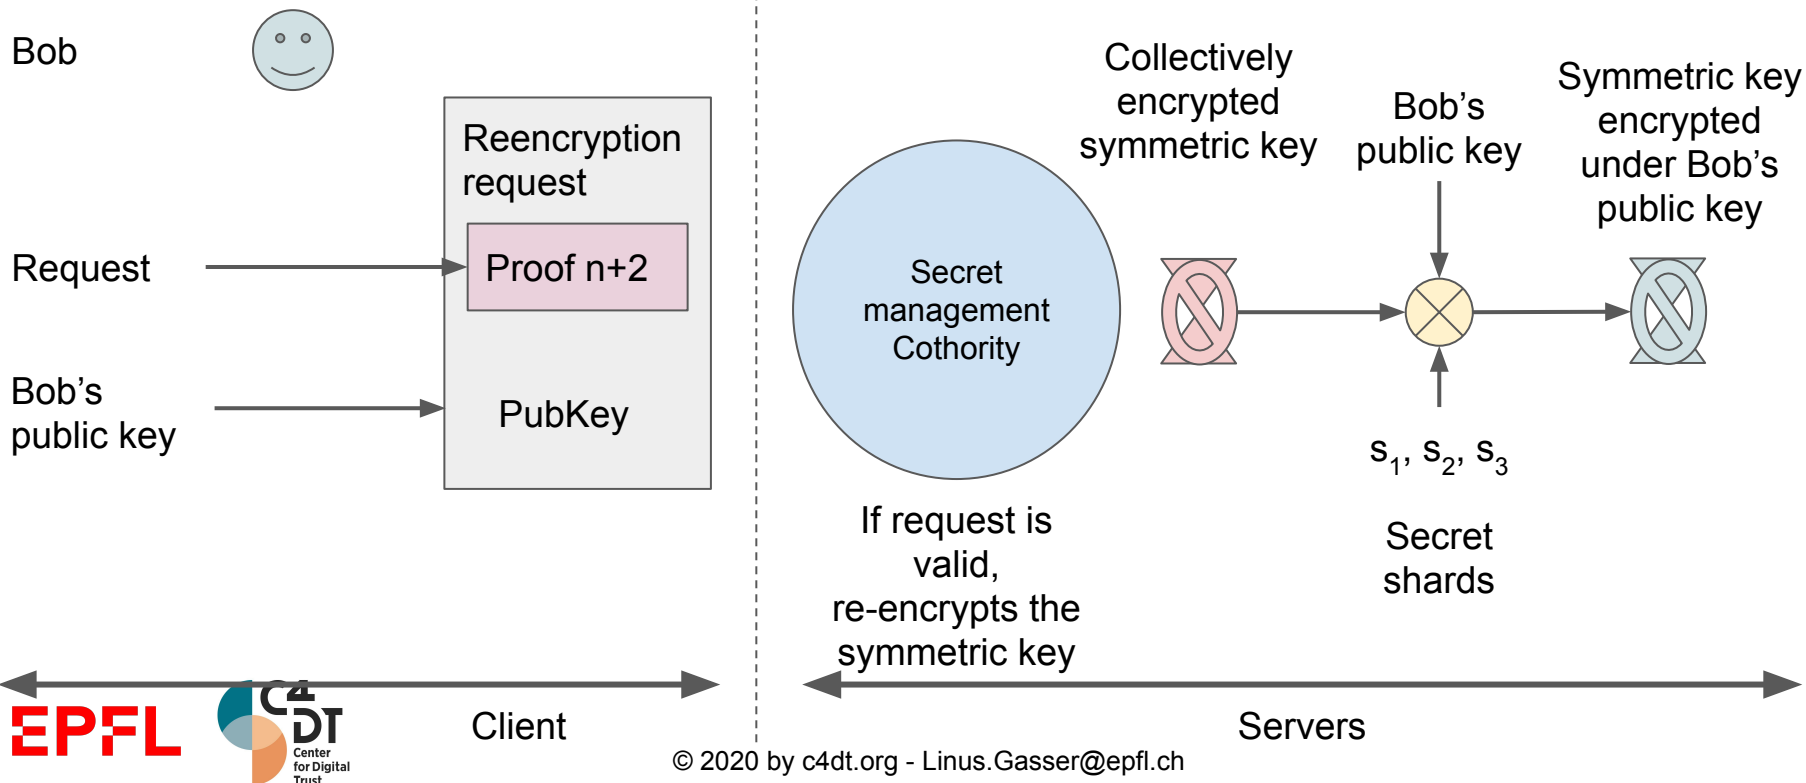 Bob
Reencryption
request
Request
Proof n+2
Bob’s
public key
PubKey
Secret
management
Cothority
If request is
valid,
re-encrypts the
symmetric key
Collectively
encrypted
symmetric key
Bob’s
public key
Symmetric key
encrypted
under Bob’s
public key
s1, s2, s3
Secret
shards
Client
Servers
EPFL
C4
DT
Center
for Digital
Trust
© 2020 by c4dt.org - Linus.Gasser@epfl.ch